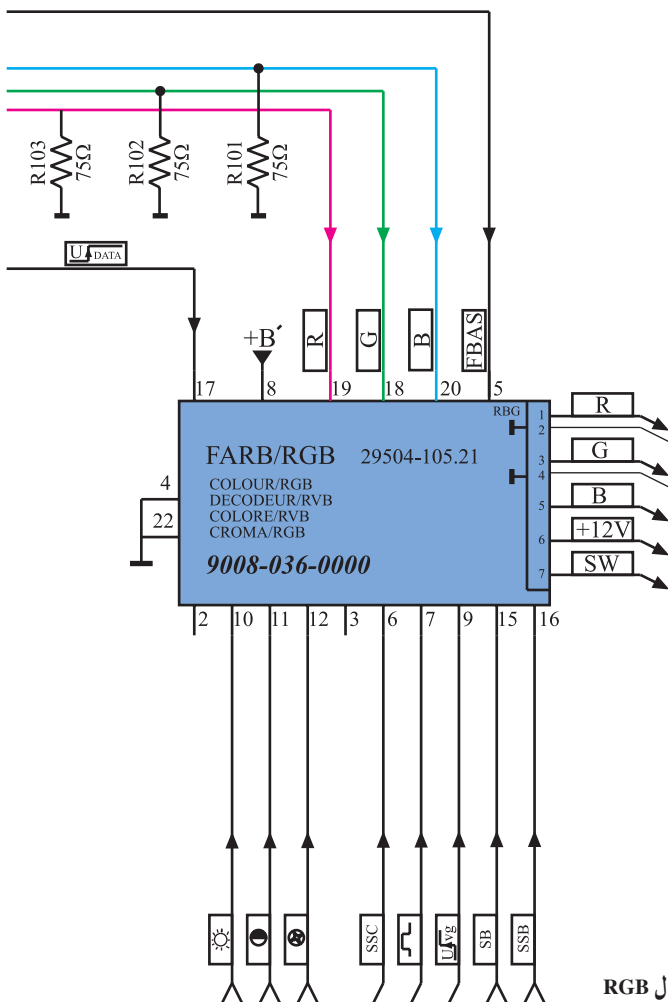 R103
75Ω
R102
75Ω
R101
75Ω
U DATA
+B´
R
G
B
FBAS
17
8
19
18
20
5
RBG
1
2
3
4
5
6
7
R
G
B
+12V
SW
FARB/RGB 29504-105.21
COLOUR/RGB
DECODEUR/RVB
COLORE/RVB
CROMA/RGB
9008-036-0000
4
22
2
10
11
12
3
6
7
9
15
16
SSC
U Vg
SB
SSB
ل RGB